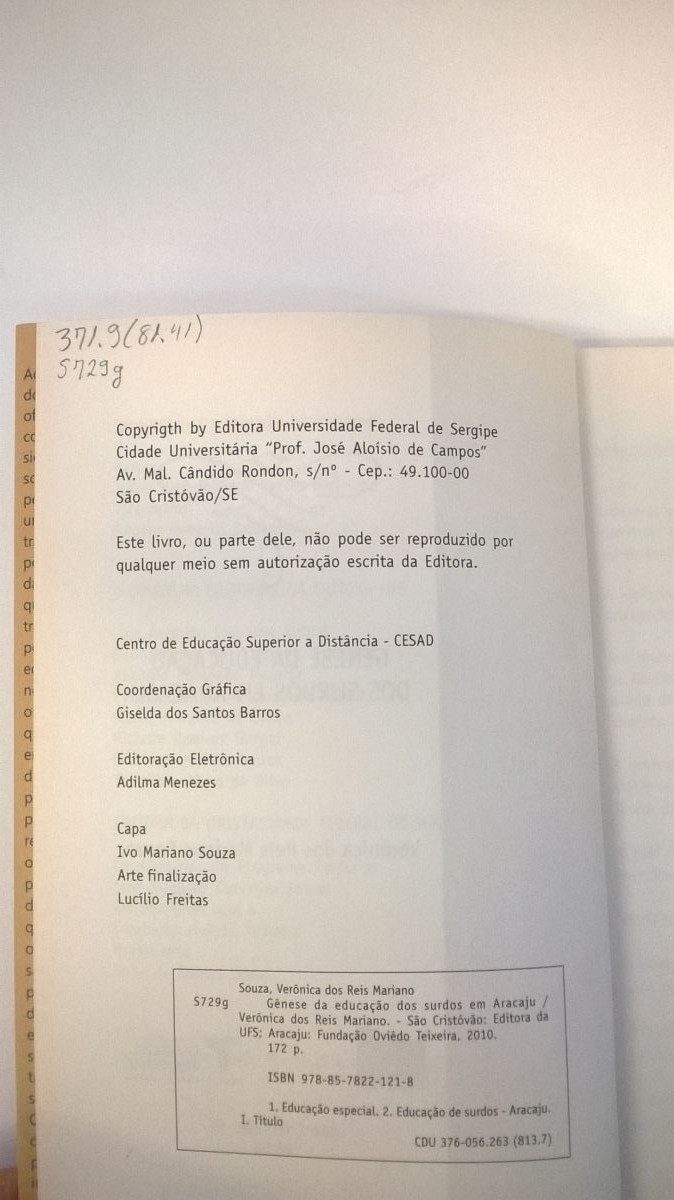 371.9(81.41)
S729g
Copyrigth by Editora Universidade Federal de Sergipe
Cidade Universitária "Prof. José Aloísio de Campos"
Av. Mal. Cândido Rondon, s/nº - Cep.: 49.100-00
São Cristóvão/SE
Este livro, ou parte dele, não pode ser reproduzido por
qualquer meio sem autorização escrita da Editora.
Centro de Educação Superior a Distância - CESAD
Coordenação Gráfica
Giselda dos Santos Barros
Editoração Eletrônica
Adilma Menezes
Capa
Ivo Mariano Souza
Arte finalização
Lucílio Freitas
Souza, Verônica dos Reis Mariano
S729g Gênese da educação dos surdos em Aracaju /
Verônica dos Reis Mariano. - São Cristóvão: Editora da
UFS; Aracaju: Fundação Oviêdo Teixeira, 2010.
172 p.
ISBN 978-85-7822-121-8
1. Educação especial. 2. Educação de surdos - Aracaju.
I. Titulo
CDU 376-056.263 (813.7)